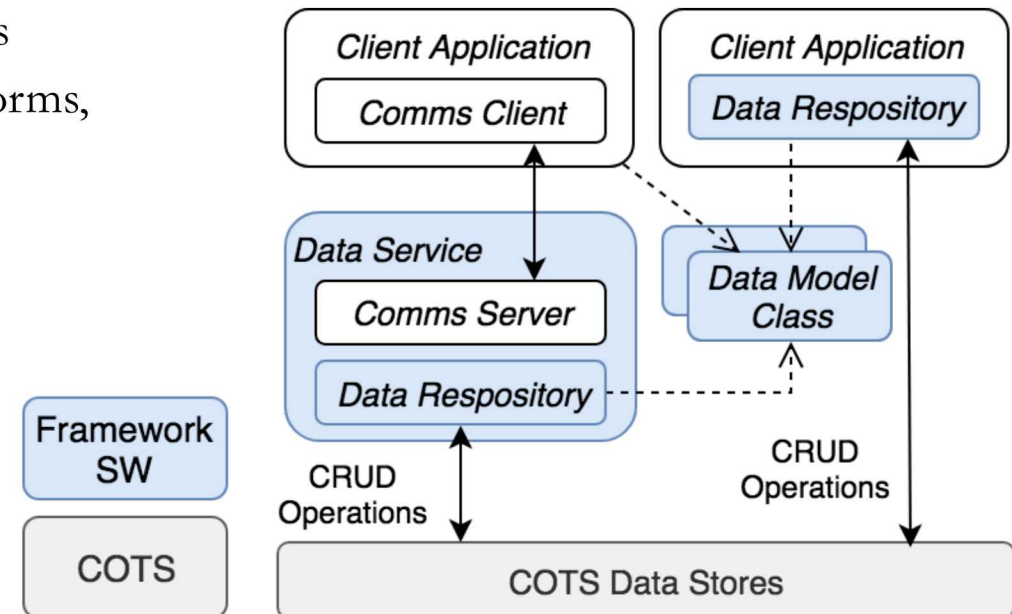 s
orms,
Client Application
Comms Client
Client Application
Data Respository
Data Service
Comms Server
Data Respository
Data Model
Class
CRUD
Operations
CRUD
Operations
Framework
SW
COTS
COTS Data Stores